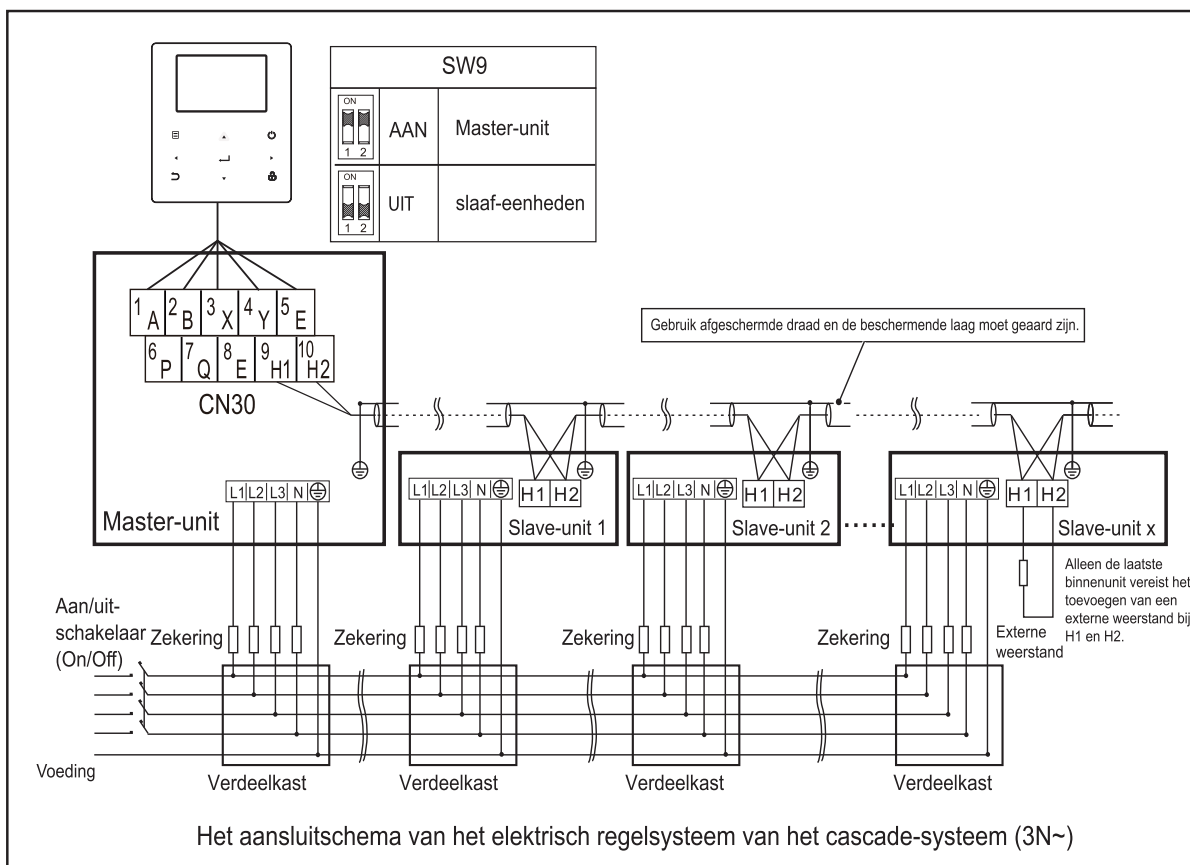 SW9
ON
1 2
AAN
Master-unit
ON
1 2
UIT
slaaf-eenheden
1 A
2 B
3 X
4 Y
5 E
6 P
7 Q
8 E
9 H1
10 H2
CN30
Gebruik afgeschermde draad en de beschermende laag moet geaard zijn.
L1 L2 L3 N
Master-unit
L1 L2 L3 N
H1 H2
Slave-unit 1
L1 L2 L3 N
H1 H2
Slave-unit 2
L1 L2 L3 N
H1 H2
Slave-unit x
Aan/uit-
schakelaar
(On/Off)
Zekering
Zekering
Zekering
Zekering
Externe
weerstand
Alleen de laatste
binnenunit vereist het
toevoegen van een
externe weerstand bij
H1 en H2.
Voeding
Verdeelkast
Verdeelkast
Verdeelkast
Verdeelkast
Het aansluitschema van het elektrisch regelsysteem van het cascade-systeem (3N~)